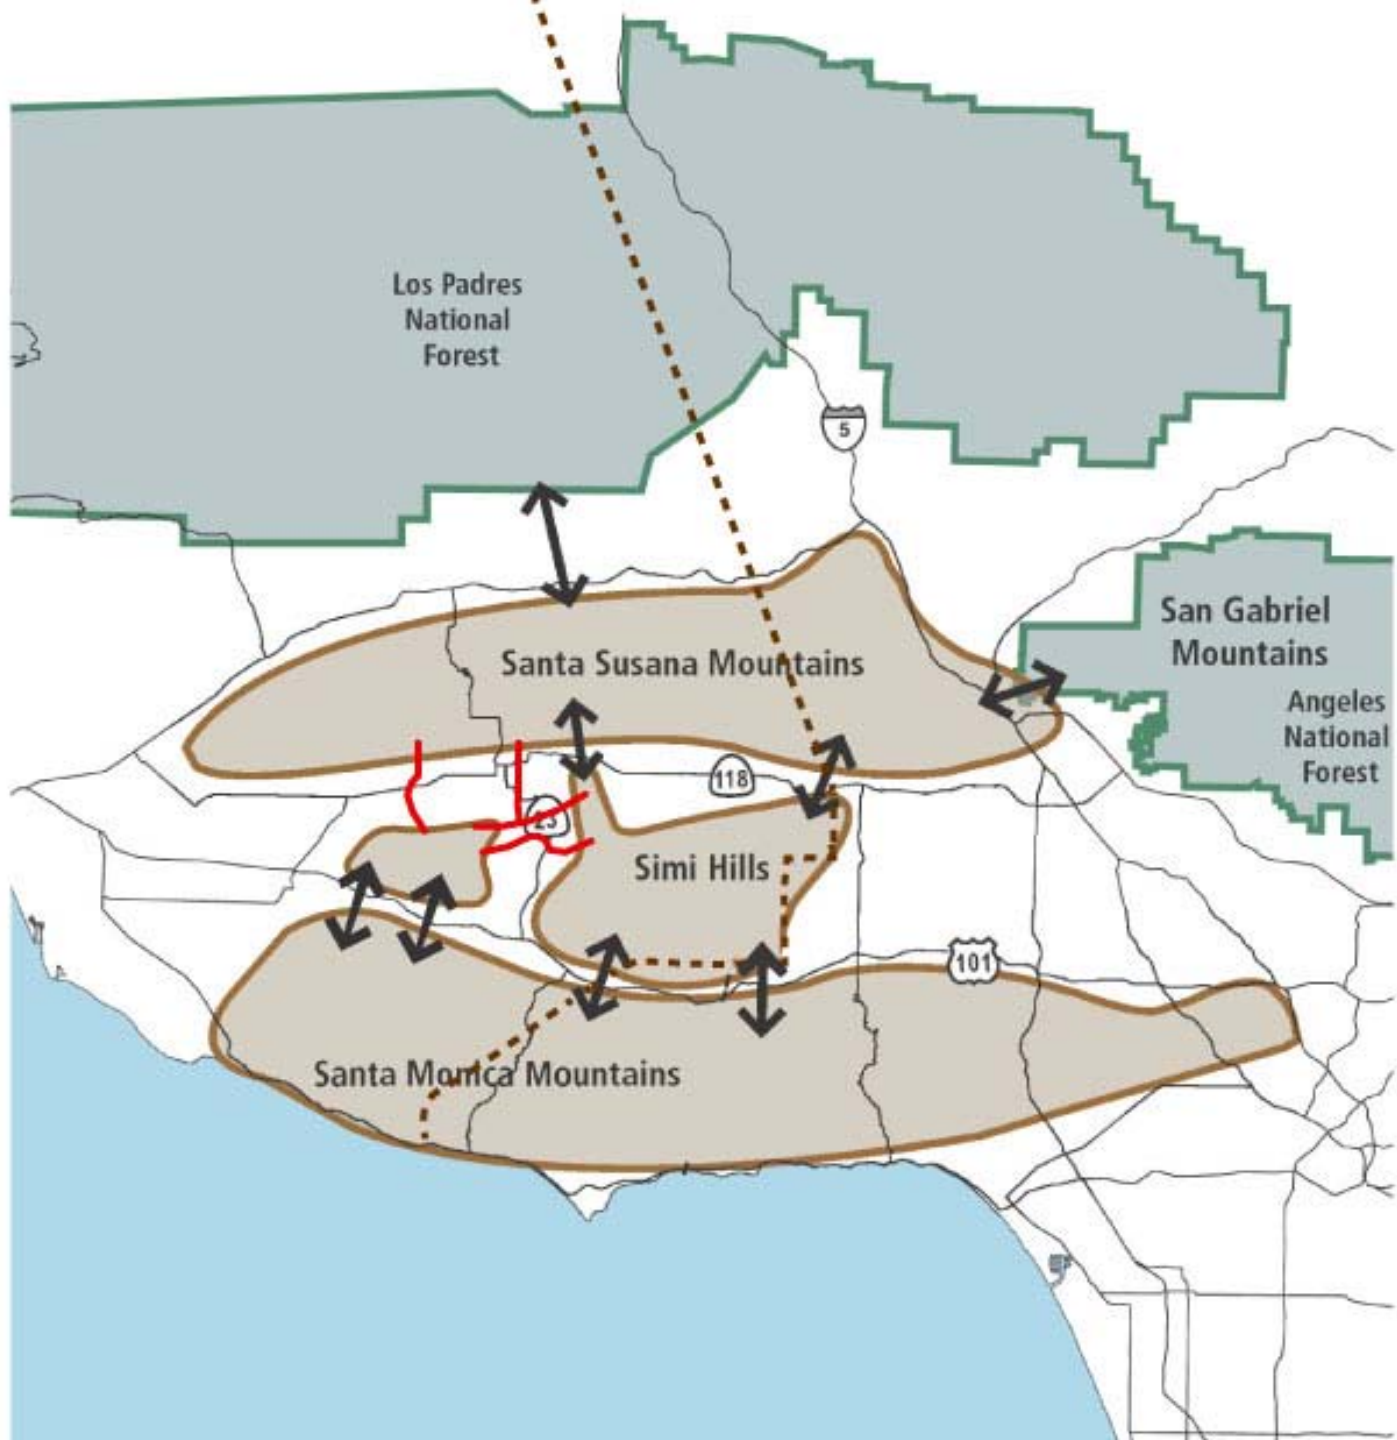 Los Padres
National
Forest
5
San Gabriel
Mountains
Santa Susana Mountains
Angeles
National
Forest
118
23
Simi Hills
101
Santa Monica Mountains